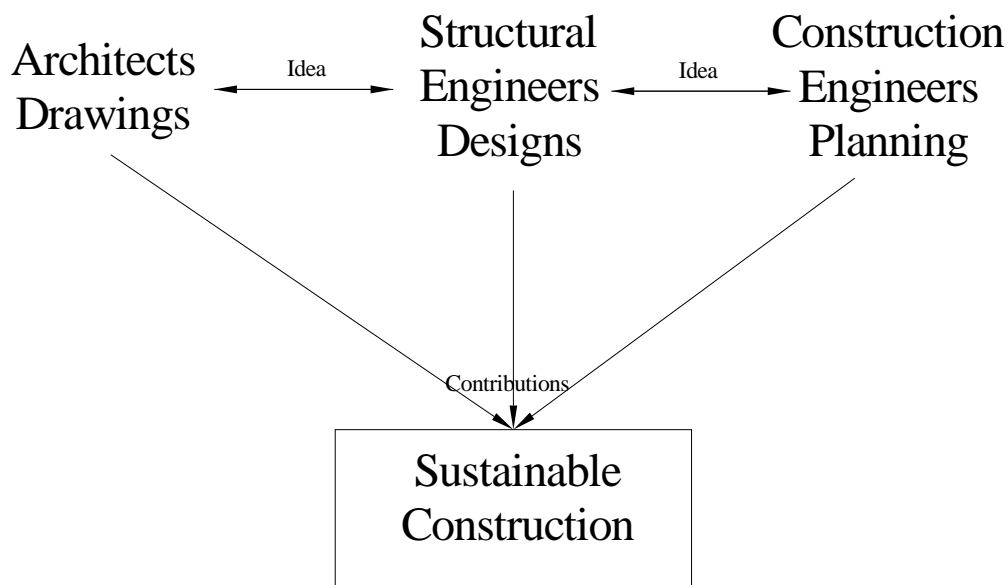 Architects
Drawings
Idea
Structural
Engineers
Designs
Idea
Construction
Engineers
Planning
Contributions
Sustainable
Construction